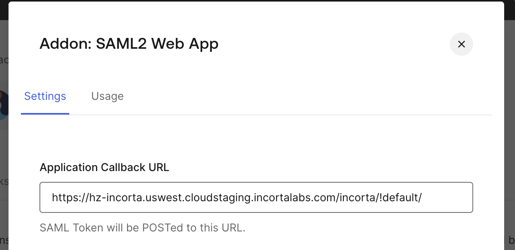 Addon: SAML2 Web App
Settings Usage
Application Callback URL
https://hz-incorta.uswest.cloudstaging.incortalabs.com/incorta/!default/
SAML Token will be POSTed to this URL.